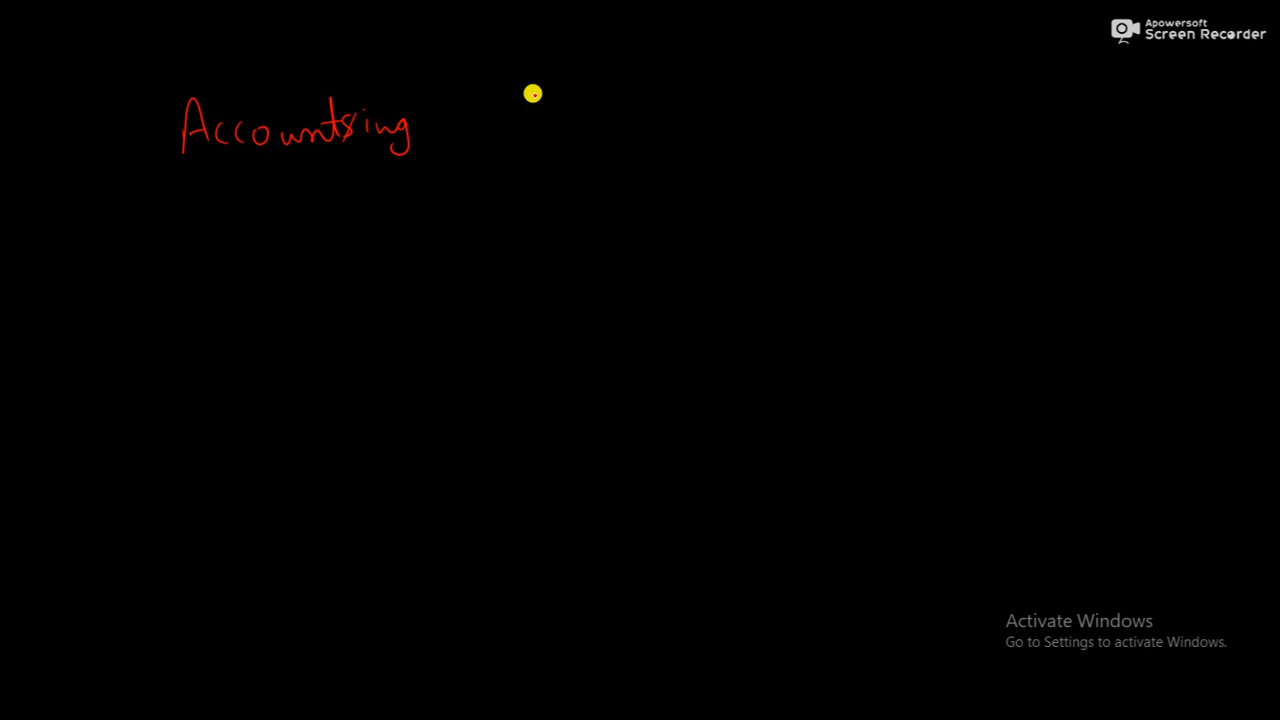 Apowersoft
Screen Recorder
Accountsing
Activate Windows
Go to Settings to activate Windows.